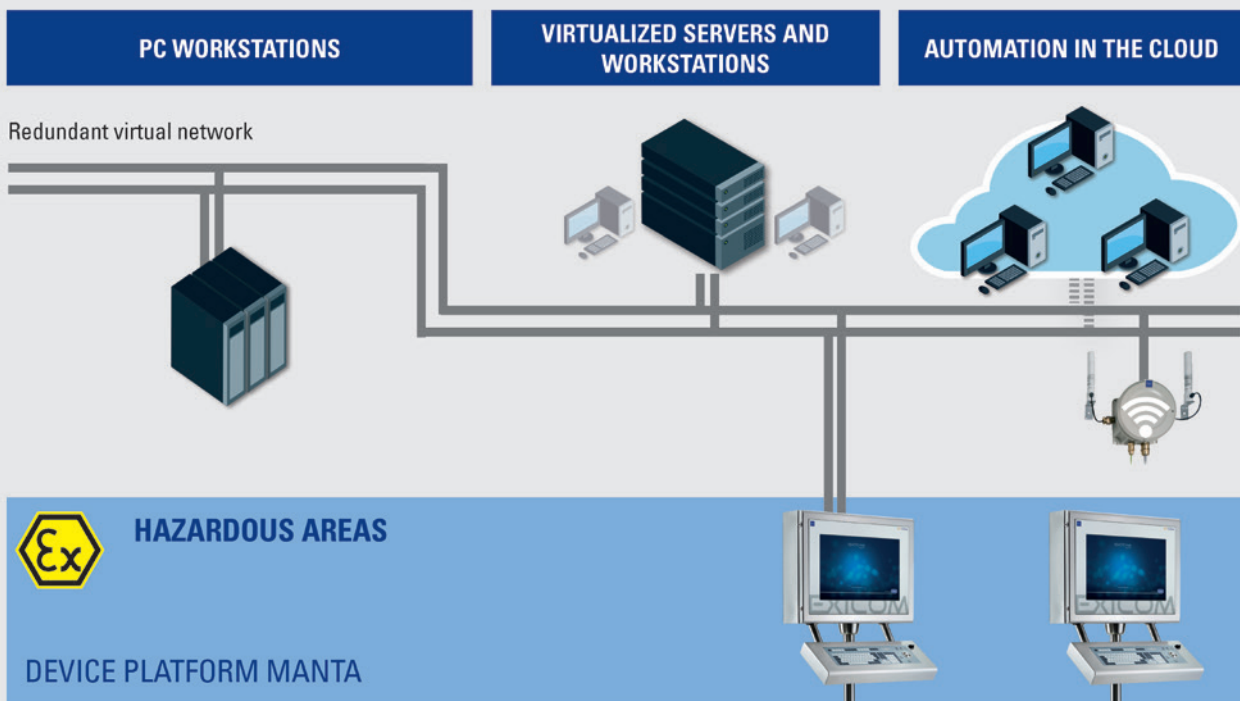 PC WORKSTATIONS
VIRTUALIZED SERVERS AND
WORKSTATIONS
AUTOMATION IN THE CLOUD
Redundant virtual network
Ex
HAZARDOUS AREAS
EXICOM
EXICOM
DEVICE PLATFORM MANTA